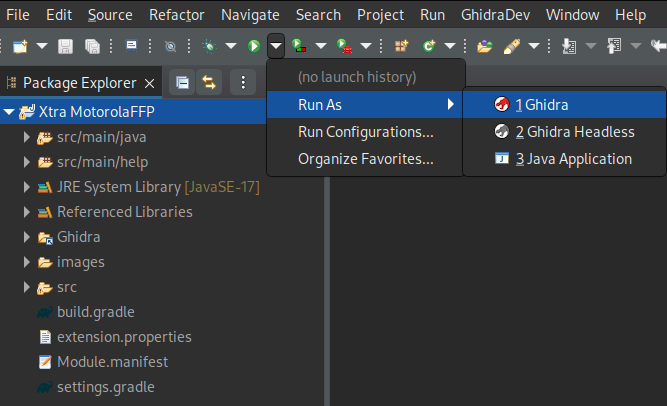 File Edit Source Refactor Navigate Search Project Run GhidraDev Window Help
Package Explorer
(no launch history)
Run As
Run Configurations...
Organize Favorites...
1 Ghidra
2 Ghidra Headless
3 Java Application
Xtra MotorolaFFP
src/main/java
src/main/help
JRE System Library [JavaSE-17]
Referenced Libraries
Ghidra
images
src
build.gradle
extension.properties
Module.manifest
settings.gradle